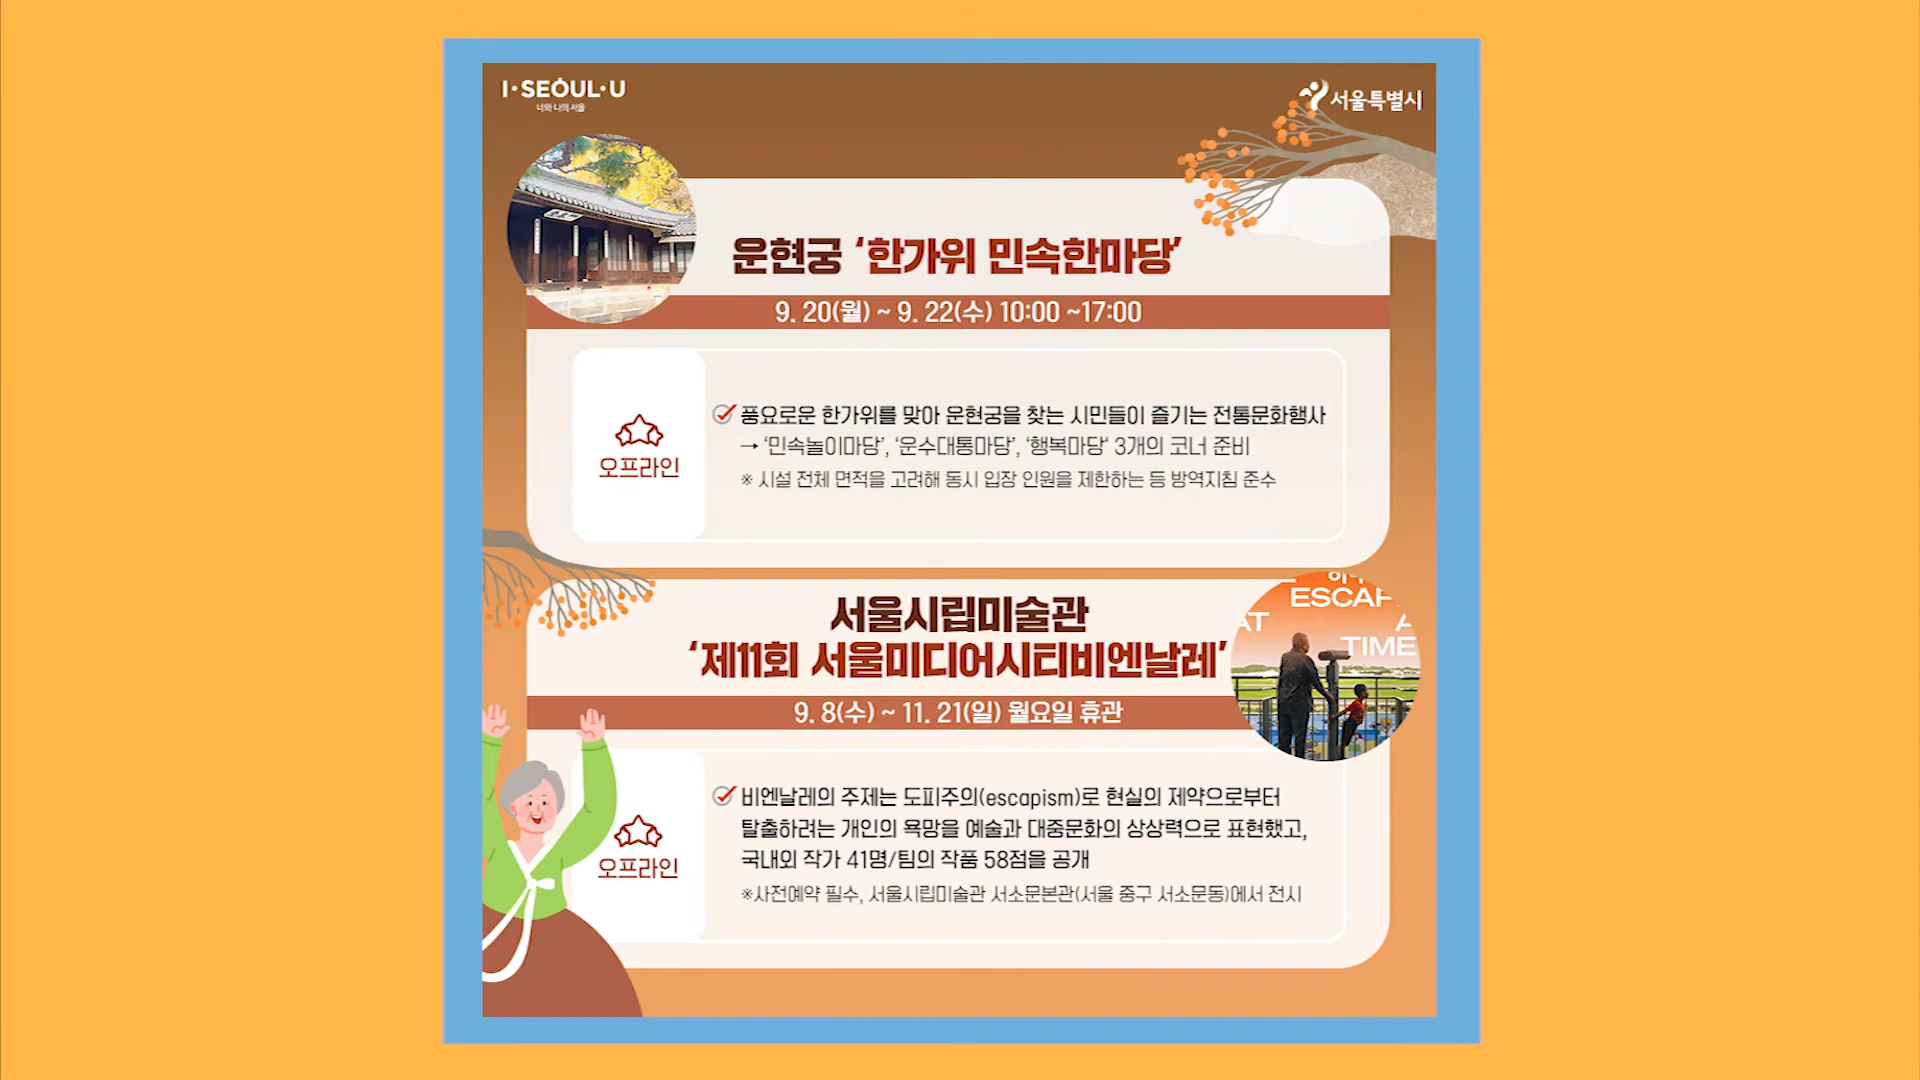 I·SEOUL·U
너와 나의 서울
서울특별시
운현궁 ‘한가위 민속한마당’
9. 20(월) ~ 9. 22(수) 10:00 ~17:00
오프라인
풍요로운 한가위를 맞아 운현궁을 찾는 시민들이 즐기는 전통문화행사
→ ‘민속놀이마당’, ‘운수대통마당’, ‘행복마당‘ 3개의 코너 준비
※ 시설 전체 면적을 고려해 동시 입장 인원을 제한하는 등 방역지침 준수
서울시립미술관
‘제11회 서울미디어시티비엔날레’
ESCAP
AT
A
TIME
9. 8(수) ~ 11. 21(일) 월요일 휴관
오프라인
비엔날레의 주제는 도피주의(escapism)로 현실의 제약으로부터
탈출하려는 개인의 욕망을 예술과 대중문화의 상상력으로 표현했고,
국내외 작가 41명/팀의 작품 58점을 공개
※사전예약 필수, 서울시립미술관 서소문본관(서울 중구 서소문동)에서 전시